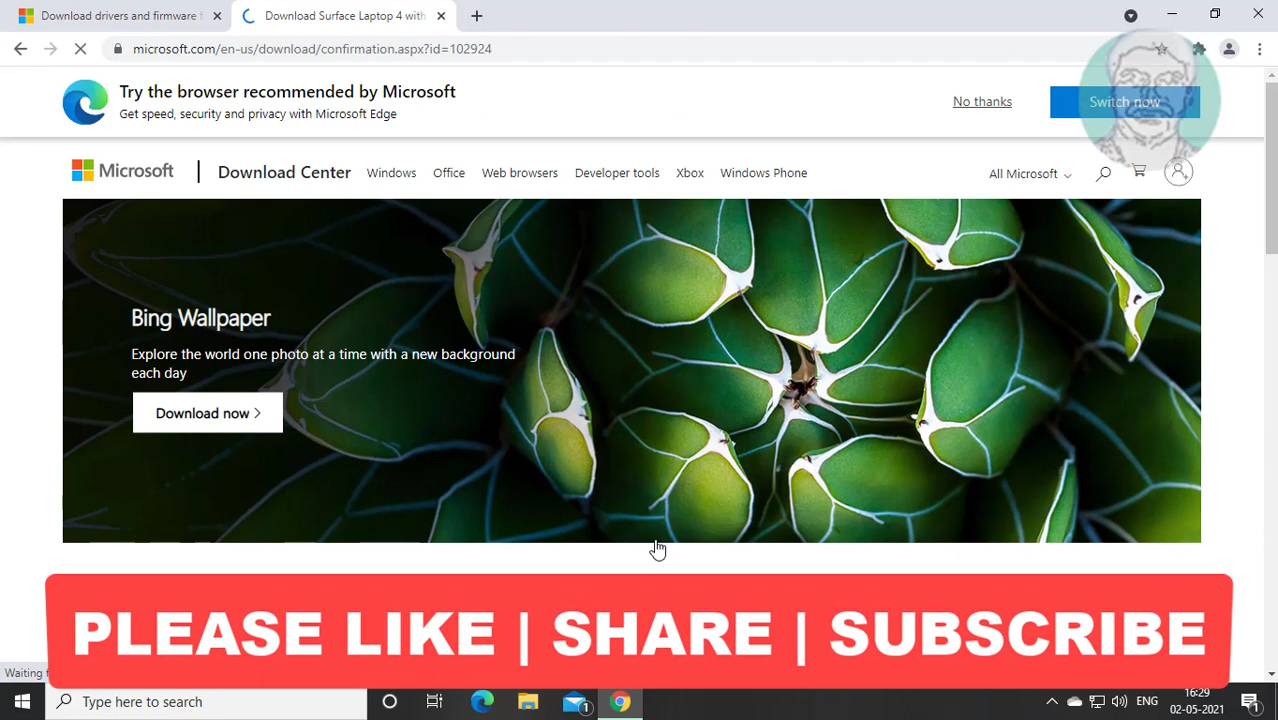 Download drivers and firmware f
Download Surface Laptop 4 with
microsoft.com/en-us/download/confirmation.aspx?id=102924
Try the browser recommended by Microsoft
Get speed, security and privacy with Microsoft Edge
No thanks
Switch now
Microsoft
Download Center
Windows
Office
Web browsers
Developer tools
Xbox
Windows Phone
All Microsoft
Bing Wallpaper
Explore the world one photo at a time with a new background
each day
Download now
PLEASE LIKE | SHARE | SUBSCRIBE
Waiting f
Type here to search
1
ENG
16:29
02-05-2021
1